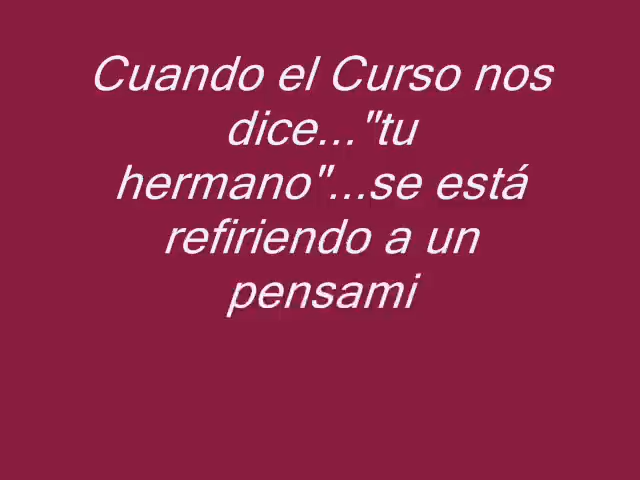 Cuando el Curso nos
dice..."tu
hermano"...se está
refiriendo a un
pensami